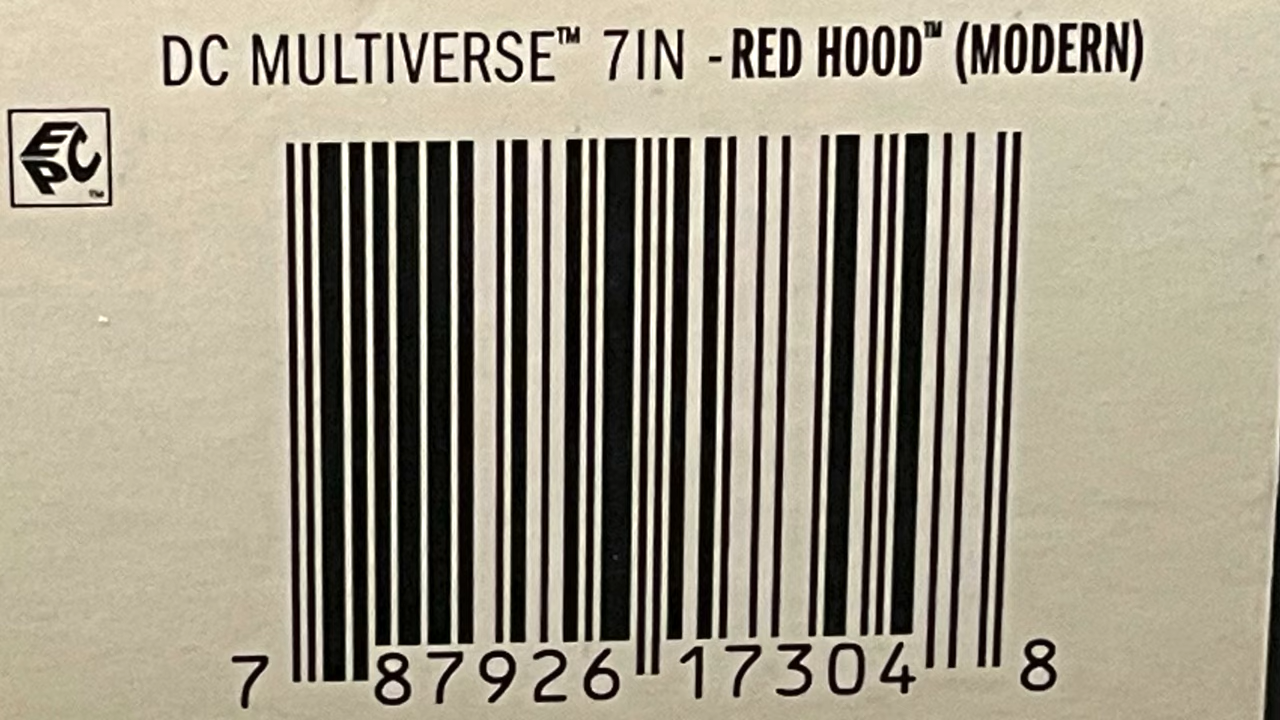 DC MULTIVERSE™ 7IN - RED HOOD™ (MODERN)
EPC™
7 87926 17304 8